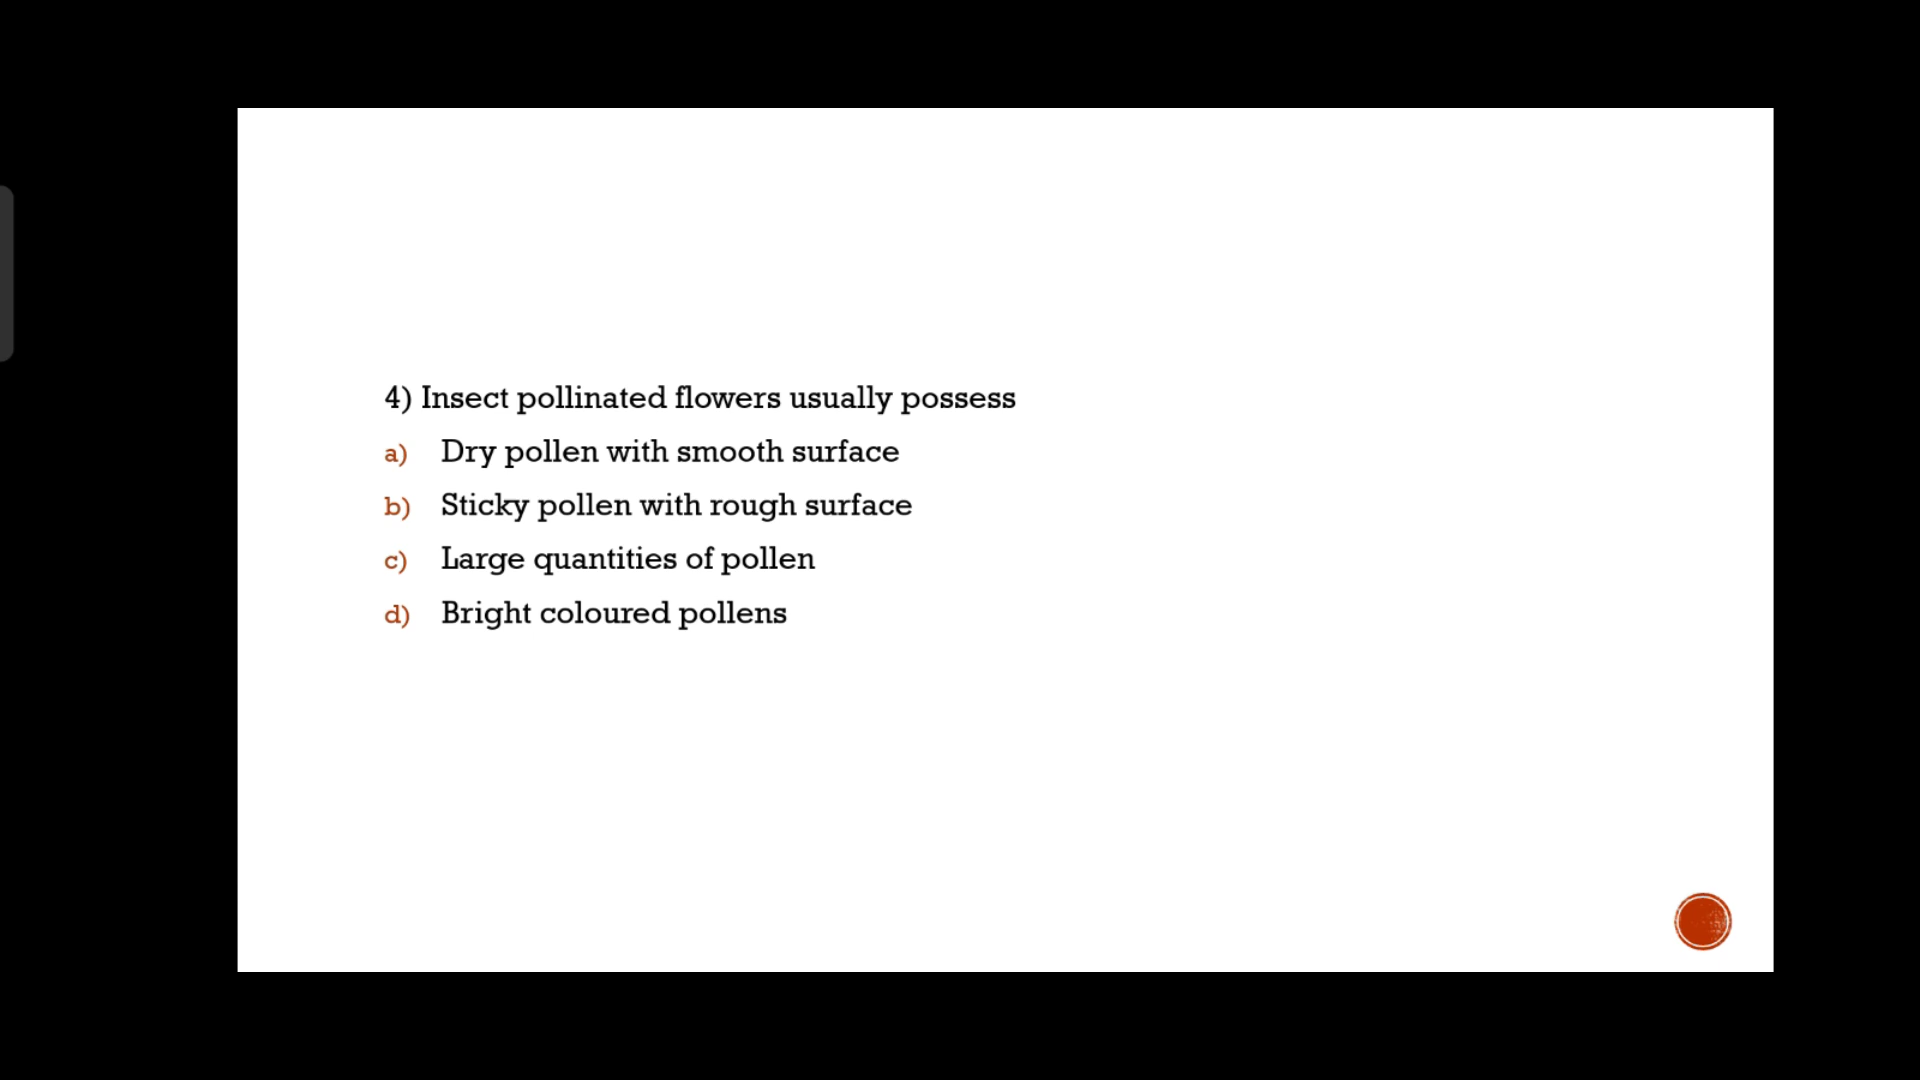 4) Insect pollinated flowers usually possess
a) Dry pollen with smooth surface
b) Sticky pollen with rough surface
c) Large quantities of pollen
d) Bright coloured pollens